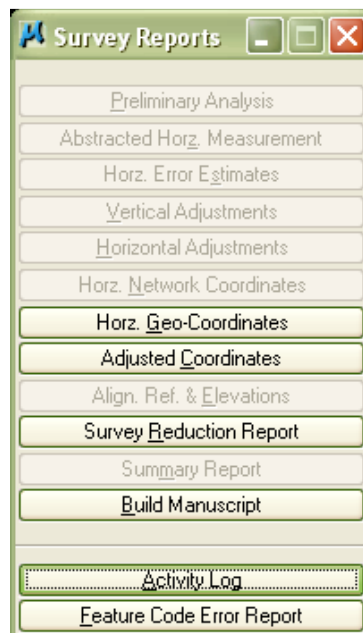 µ Survey Reports
Preliminary Analysis
Abstracted Horz. Measurement
Horz. Error Estimates
Vertical Adjustments
Horizontal Adjustments
Horz. Network Coordinates
Horz. Geo-Coordinates
Adjusted Coordinates
Align. Ref. & Elevations
Survey Reduction Report
Summary Report
Build Manuscript
Activity Log
Feature Code Error Report